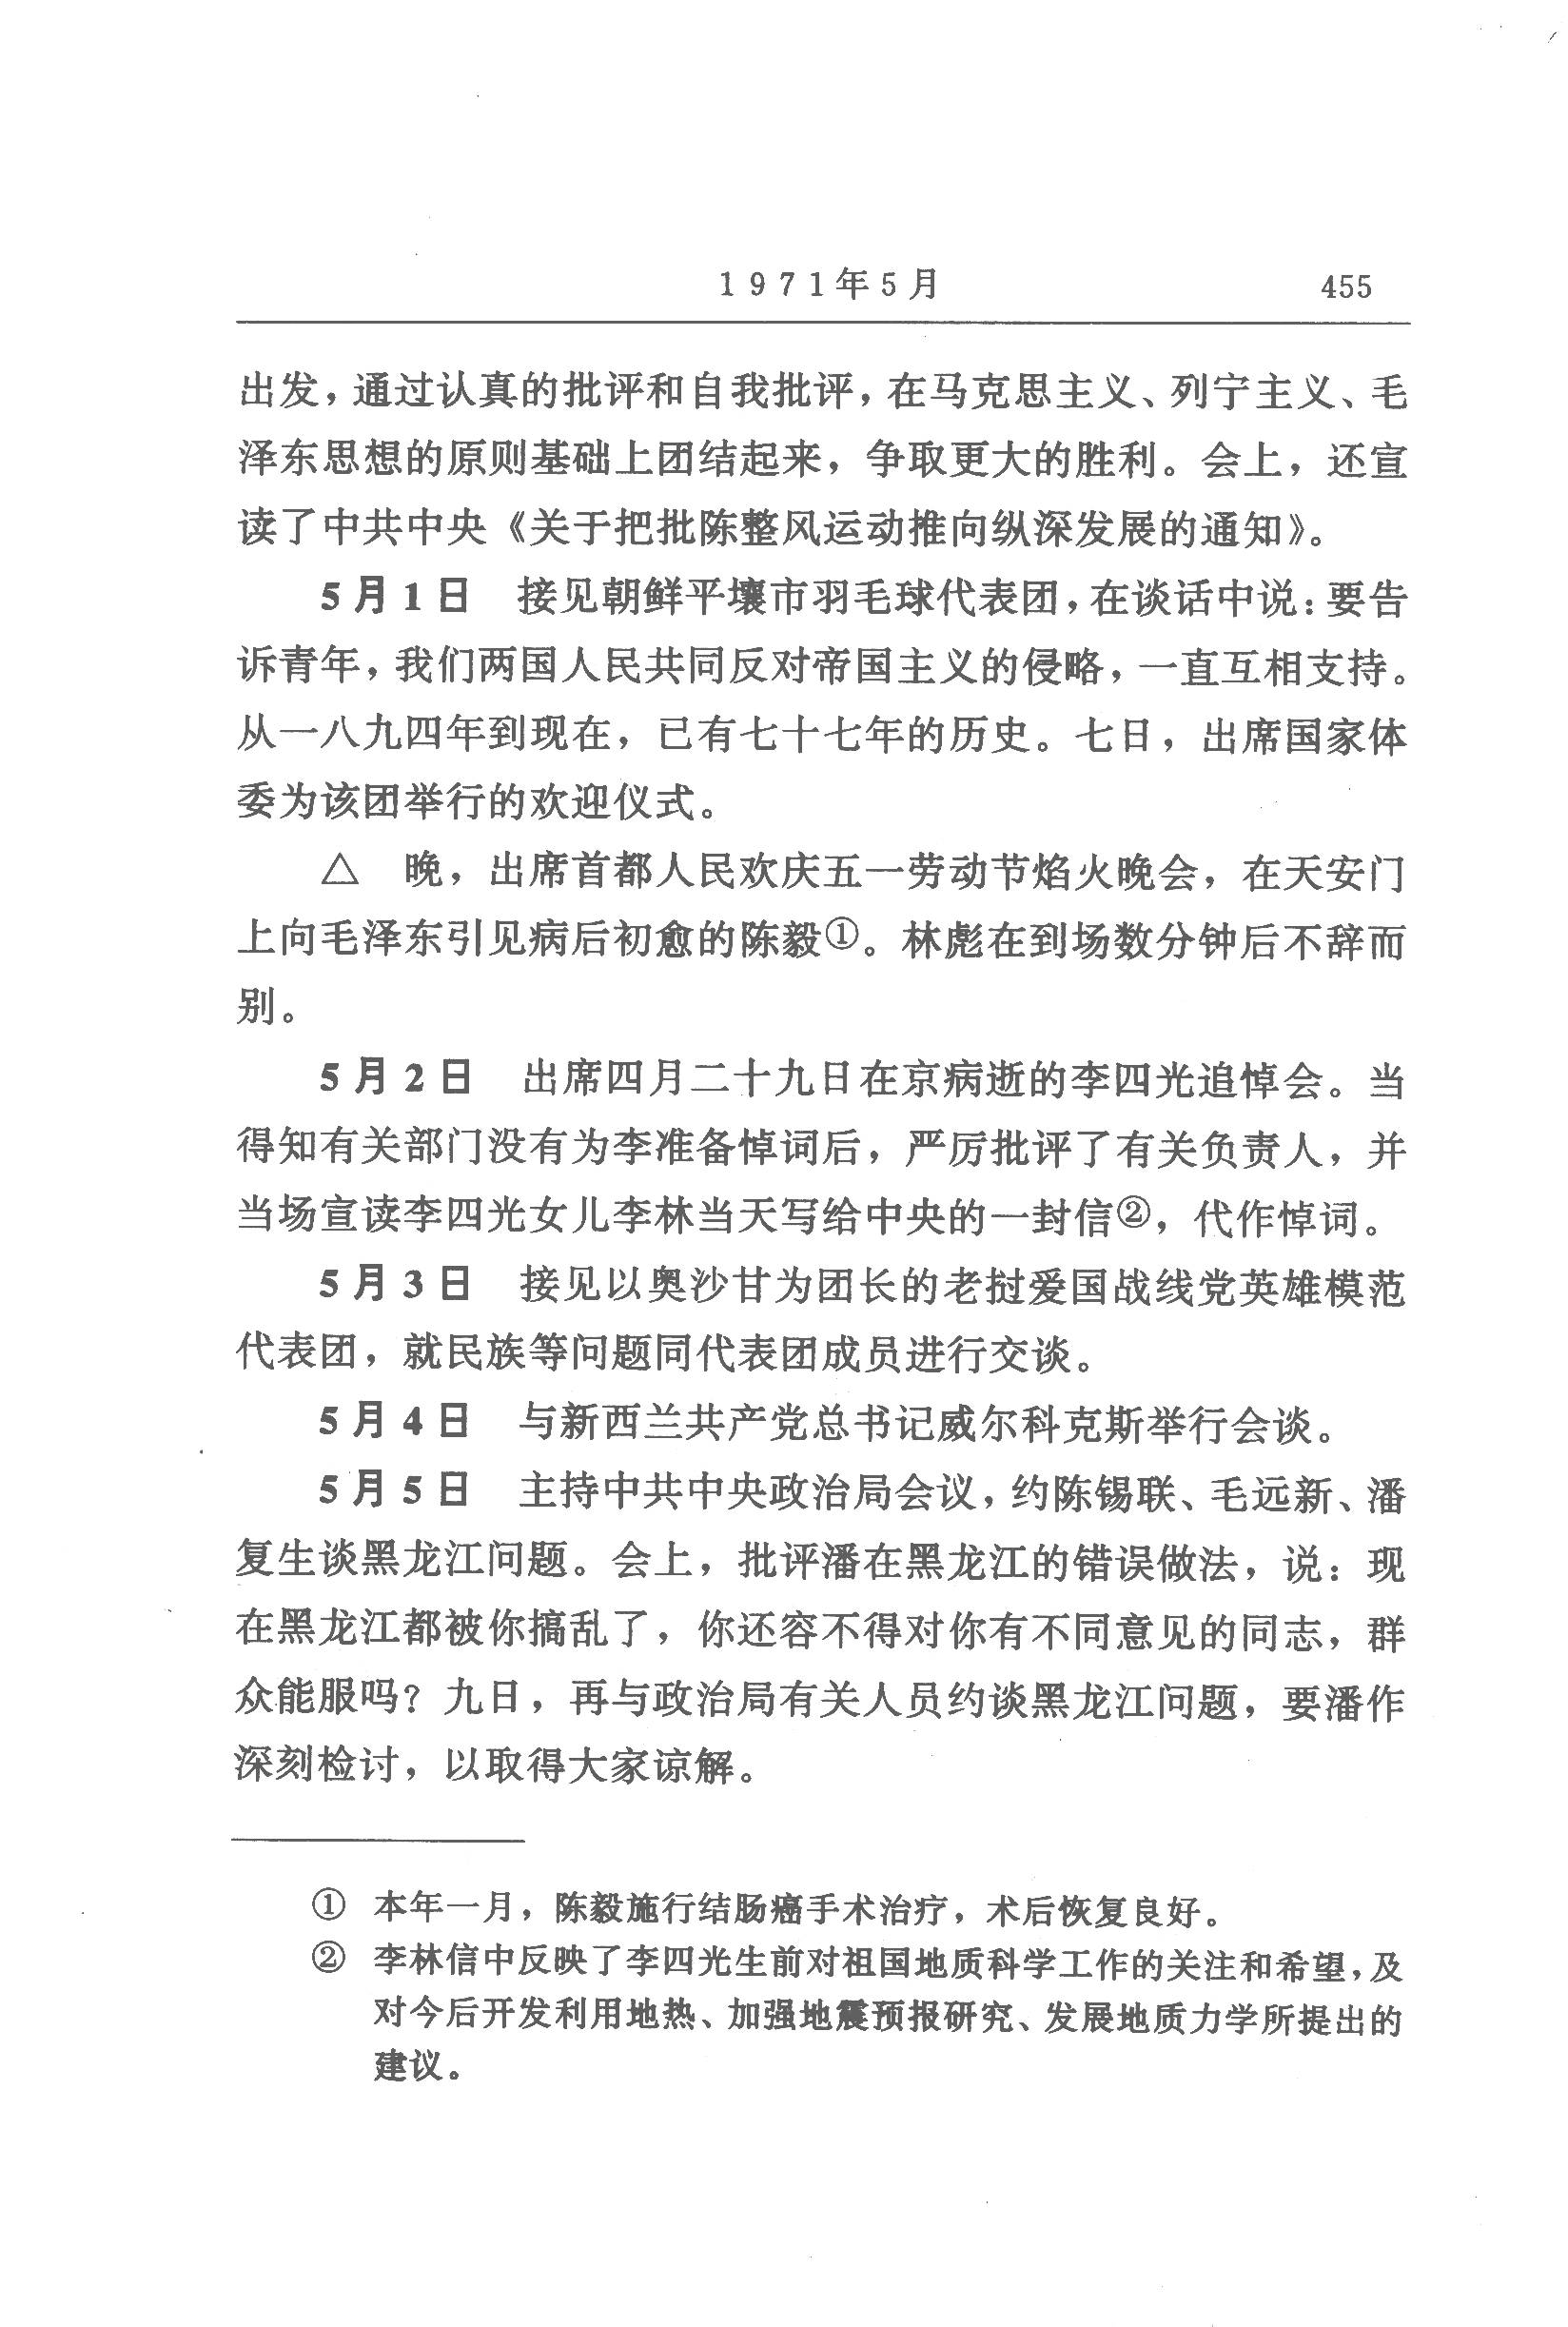 1971年5月 455
出发，通过认真的批评和自我批评，在马克思主义、列宁主义、毛
泽东思想的原则基础上团结起来，争取更大的胜利。会上，还宣
读了中共中央《关于把批陈整风运动推向纵深发展的通知》。
5月1日 接见朝鲜平壤市羽毛球代表团，在谈话中说：要告
诉青年，我们两国人民共同反对帝国主义的侵略，一直互相支持。
从一八九四年到现在，已有七十七年的历史。七日，出席国家体
委为该团举行的欢迎仪式。
△ 晚，出席首都人民欢庆五一劳动节焰火晚会，在天安门
上向毛泽东引见病后初愈的陈毅①。林彪在到场数分钟后不辞而
别。
5月2日 出席四月二十九日在京病逝的李四光追悼会。当
得知有关部门没有为李准备悼词后，严厉批评了有关负责人，并
当场宣读李四光女儿李林当天写给中央的一封信②，代作悼词。
5月3日 接见以奥沙甘为团长的老挝爱国战线党英雄模范
代表团，就民族等问题同代表团成员进行交谈。
5月4日 与新西兰共产党总书记威尔科克斯举行会谈。
5月5日 主持中共中央政治局会议，约陈锡联、毛远新、潘
复生谈黑龙江问题。会上，批评潘在黑龙江的错误做法，说：现
在黑龙江都被你搞乱了，你还容不得对你有不同意见的同志，群
众能服吗？九日，再与政治局有关人员约谈黑龙江问题，要潘作
深刻检讨，以取得大家谅解。
① 本年一月，陈毅施行结肠癌手术治疗，术后恢复良好。
② 李林信中反映了李四光生前对祖国地质科学工作的关注和希望，及
对今后开发利用地热、加强地震预报研究、发展地质力学所提出的
建议。